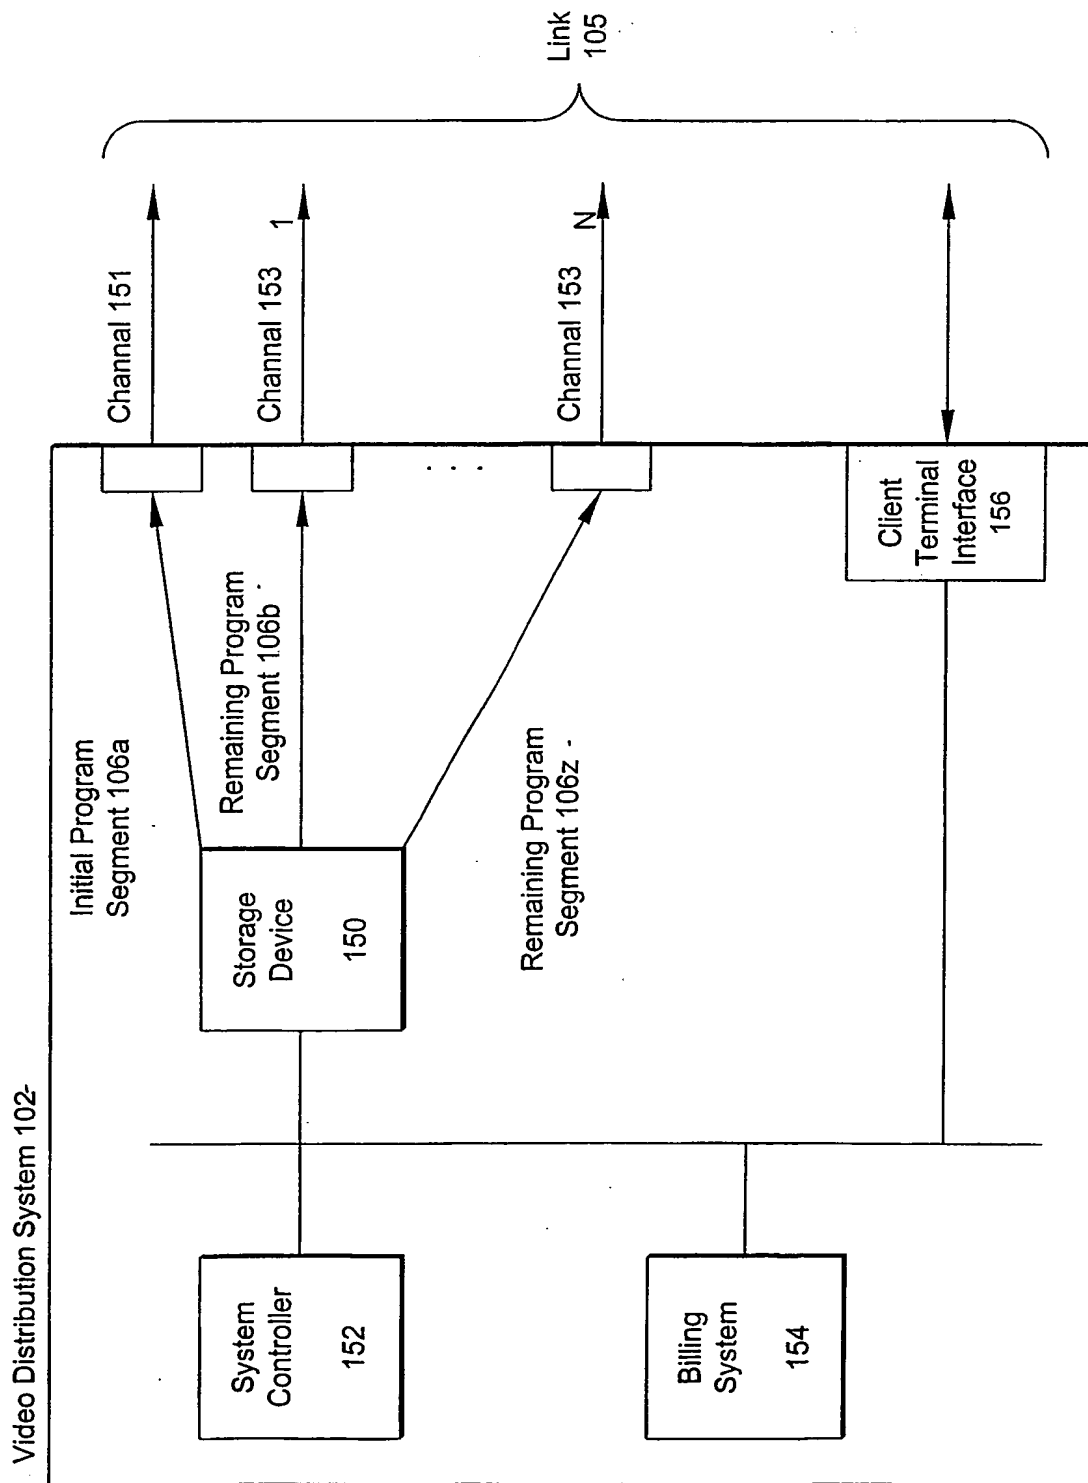 Video Distribution System 102
Initial Program
Segment 106a
Remaining Program
Segment 106b
Remaining Program
Segment 106z
Storage
Device
150
System
Controller
152
Billing
System
154
Client
Terminal
Interface
156
Channal 151
Channal 153
1
. . .
Channal 153
N
Link
105